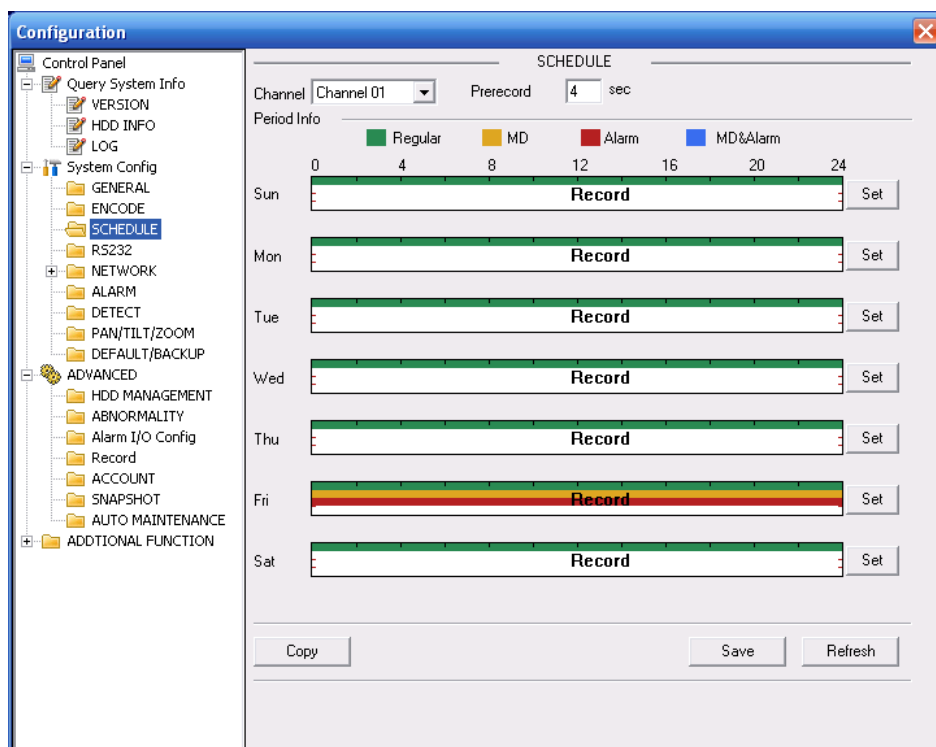 Configuration
Control Panel
Query System Info
VERSION
HDD INFO
LOG
System Config
GENERAL
ENCODE
SCHEDULE
RS232
NETWORK
ALARM
DETECT
PAN/TILT/ZOOM
DEFAULT/BACKUP
ADVANCED
HDD MANAGEMENT
ABNORMALITY
Alarm I/O Config
Record
ACCOUNT
SNAPSHOT
AUTO MAINTENANCE
ADDTIONAL FUNCTION
SCHEDULE
Channel Channel 01 Prerecord 4 sec
Period Info
Regular MD Alarm MD&Alarm
0 4 8 12 16 20 24
Sun Record Set
Mon Record Set
Tue Record Set
Wed Record Set
Thu Record Set
Fri Record Set
Sat Record Set
Copy Save Refresh